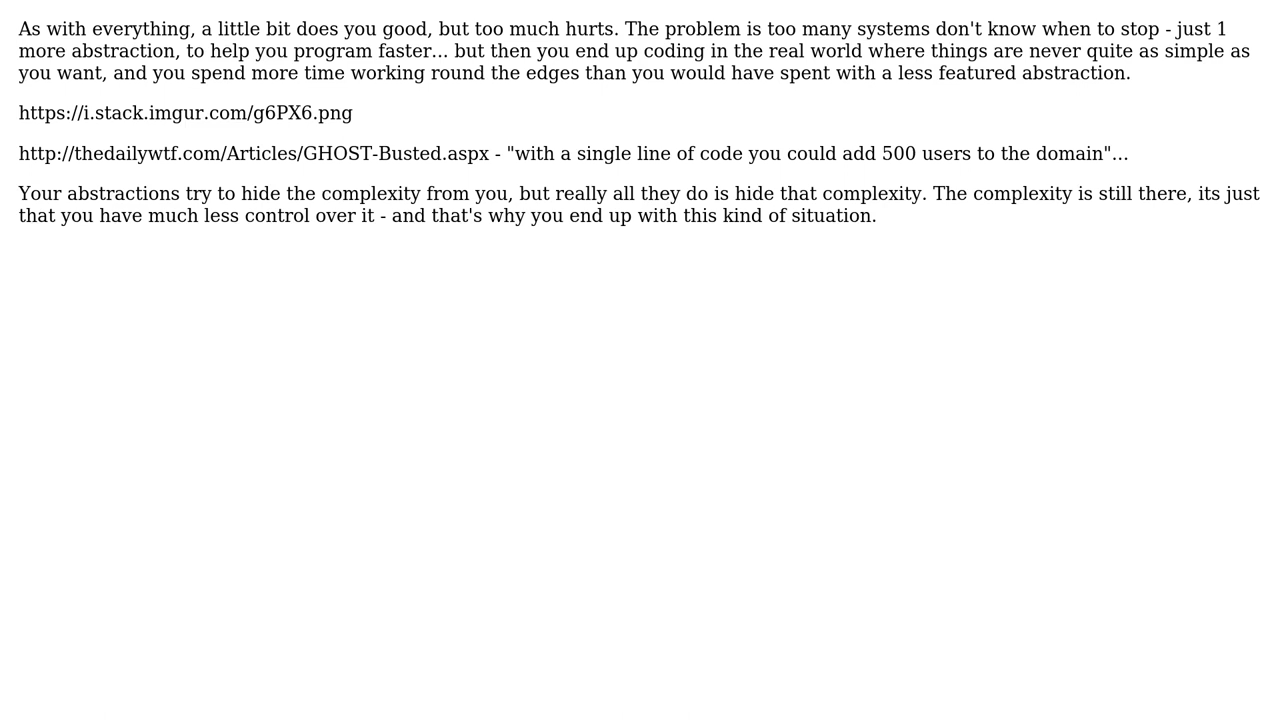 As with everything, a little bit does you good, but too much hurts. The problem is too many systems don't know when to stop - just 1
more abstraction, to help you program faster... but then you end up coding in the real world where things are never quite as simple as
you want, and you spend more time working round the edges than you would have spent with a less featured abstraction.
https://i.stack.imgur.com/g6PX6.png
http://thedailywtf.com/Articles/GHOST-Busted.aspx - "with a single line of code you could add 500 users to the domain"...
Your abstractions try to hide the complexity from you, but really all they do is hide that complexity. The complexity is still there, its just
that you have much less control over it - and that's why you end up with this kind of situation.